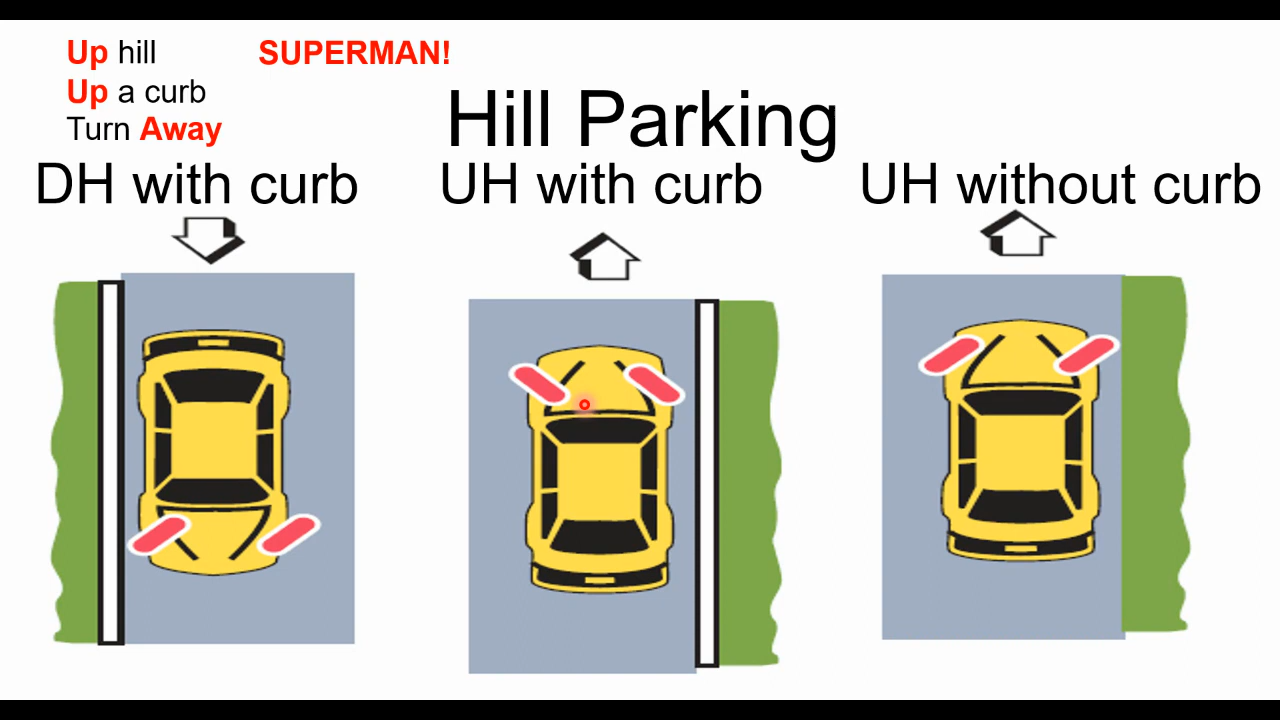 Up hill
SUPERMAN!
Up a curb
Turn Away
Hill Parking
DH with curb
UH with curb
UH without curb